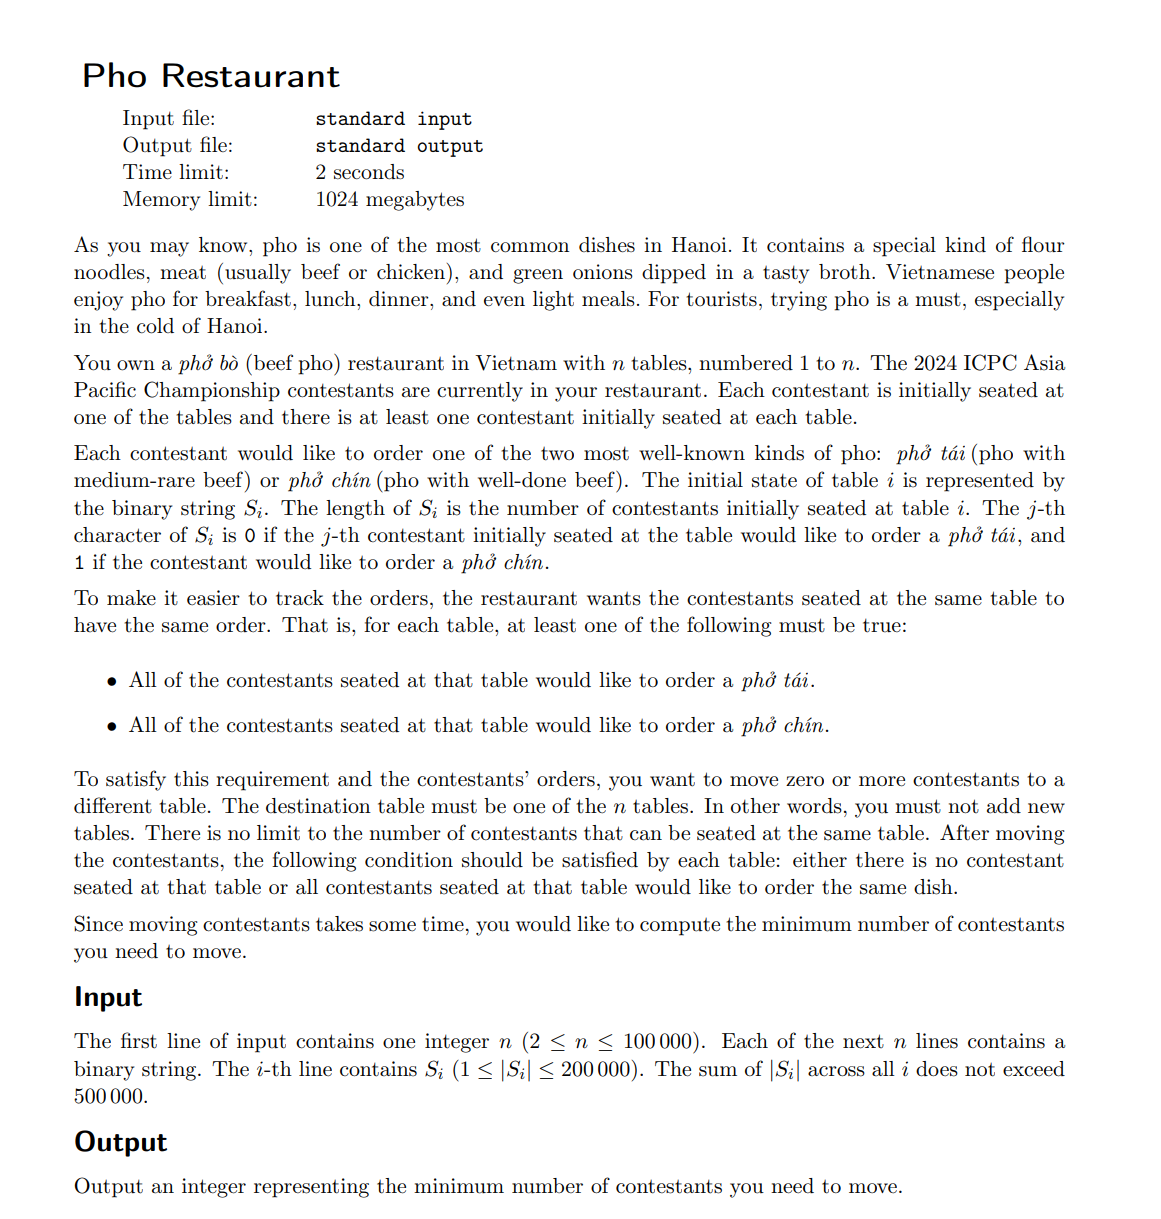 Pho Restaurant
Input file: standard input
Output file: standard output
Time limit: 2 seconds
Memory limit: 1024 megabytes
As you may know, pho is one of the most common dishes in Hanoi. It contains a special kind of flour
noodles, meat (usually beef or chicken), and green onions dipped in a tasty broth. Vietnamese people
enjoy pho for breakfast, lunch, dinner, and even light meals. For tourists, trying pho is a must, especially
in the cold of Hanoi.
You own a phở bò (beef pho) restaurant in Vietnam with n tables, numbered 1 to n. The 2024 ICPC Asia
Pacific Championship contestants are currently in your restaurant. Each contestant is initially seated at
one of the tables and there is at least one contestant initially seated at each table.
Each contestant would like to order one of the two most well-known kinds of pho: phở tái (pho with
medium-rare beef) or phở chín (pho with well-done beef). The initial state of table i is represented by
the binary string Sᵢ. The length of Sᵢ is the number of contestants initially seated at table i. The j-th
character of Sᵢ is 0 if the j-th contestant initially seated at the table would like to order a phở tái, and
1 if the contestant would like to order a phở chín.
To make it easier to track the orders, the restaurant wants the contestants seated at the same table to
have the same order. That is, for each table, at least one of the following must be true:
• All of the contestants seated at that table would like to order a phở tái.
• All of the contestants seated at that table would like to order a phở chín.
To satisfy this requirement and the contestants' orders, you want to move zero or more contestants to a
different table. The destination table must be one of the n tables. In other words, you must not add new
tables. There is no limit to the number of contestants that can be seated at the same table. After moving
the contestants, the following condition should be satisfied by each table: either there is no contestant
seated at that table or all contestants seated at that table would like to order the same dish.
Since moving contestants takes some time, you would like to compute the minimum number of contestants
you need to move.
Input
The first line of input contains one integer n (2 ≤ n ≤ 100 000). Each of the next n lines contains a
binary string. The i-th line contains Sᵢ (1 ≤ |Sᵢ| ≤ 200 000). The sum of |Sᵢ| across all i does not exceed
500 000.
Output
Output an integer representing the minimum number of contestants you need to move.